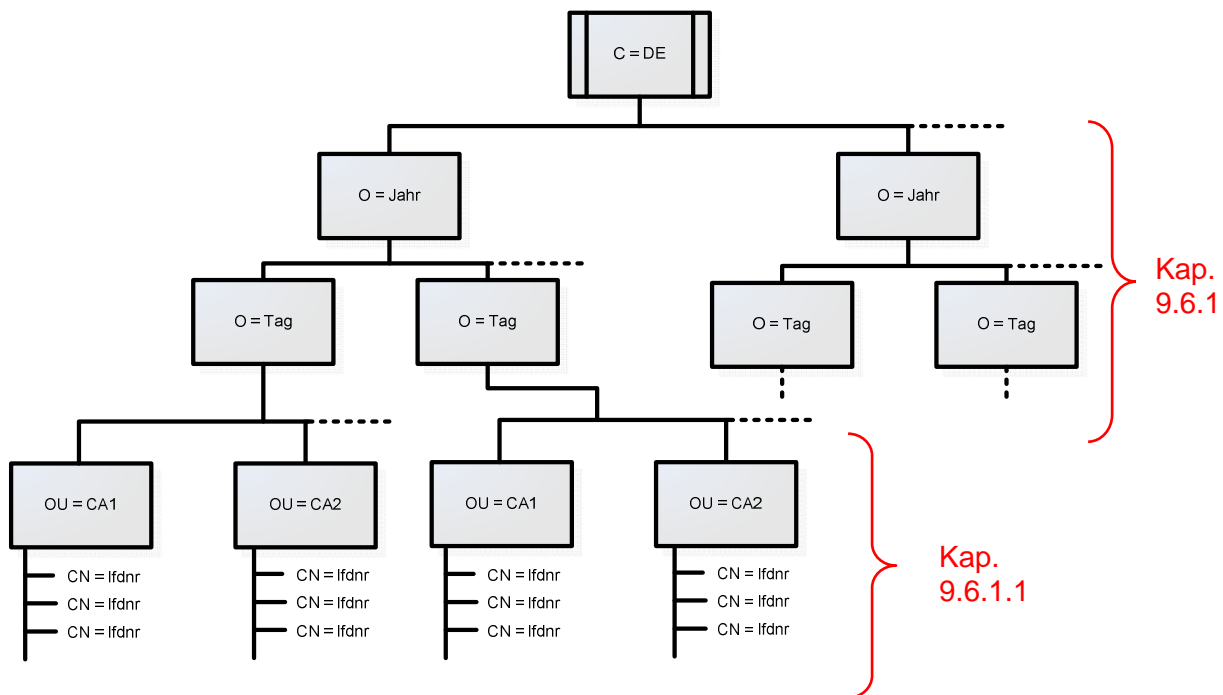 C = DE
O = Jahr
O = Jahr
O = Tag
O = Tag
O = Tag
O = Tag
Kap.
9.6.1
OU = CA1
OU = CA2
OU = CA1
OU = CA2
CN = lfdnr
CN = lfdnr
CN = lfdnr
CN = lfdnr
CN = lfdnr
CN = lfdnr
CN = lfdnr
CN = lfdnr
CN = lfdnr
CN = lfdnr
CN = lfdnr
CN = lfdnr
Kap.
9.6.1.1